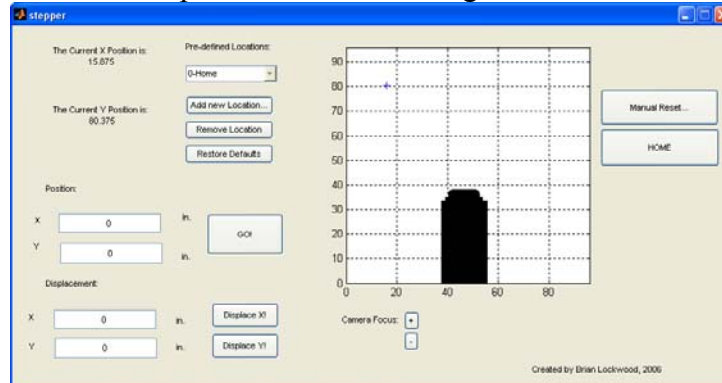 stepper
The Current X Position is:
15.875
Pre-defined Locations:
0-Home
The Current Y Position is:
80.375
Add new Location...
Remove Location
Restore Defaults
Position:
X 0 in.
Y 0 in.
GO!
Displacement:
X 0 in. Displace X!
Y 0 in. Displace Y!
90
80
70
60
50
40
30
20
10
0
0 20 40 60 80
Camera Focus: +
-
Manual Reset...
HOME
Created by Brian Lockwood, 2006